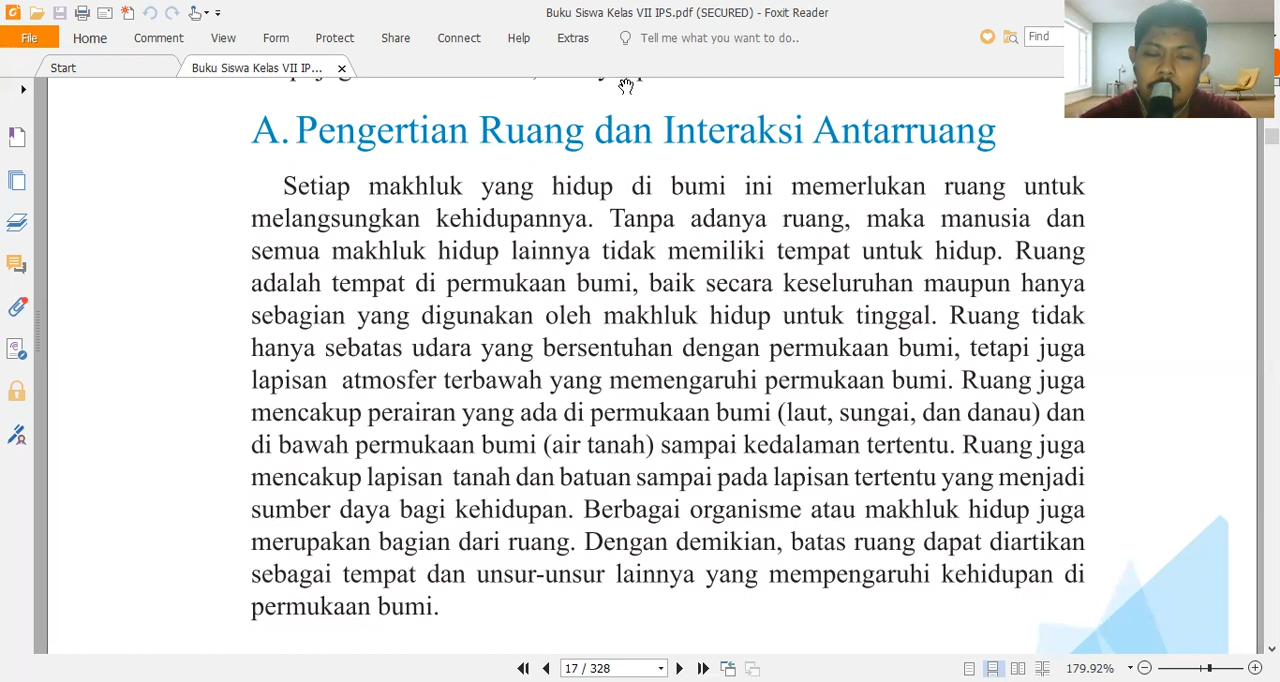 Buku Siswa Kelas VII IPS.pdf (SECURED) - Foxit Reader
File Home Comment View Form Protect Share Connect Help Extras Tell me what you want to do.. Find
Start Buku Siswa Kelas VII IP...
A. Pengertian Ruang dan Interaksi Antarruang
Setiap makhluk yang hidup di bumi ini memerlukan ruang untuk
melangsungkan kehidupannya. Tanpa adanya ruang, maka manusia dan
semua makhluk hidup lainnya tidak memiliki tempat untuk hidup. Ruang
adalah tempat di permukaan bumi, baik secara keseluruhan maupun hanya
sebagian yang digunakan oleh makhluk hidup untuk tinggal. Ruang tidak
hanya sebatas udara yang bersentuhan dengan permukaan bumi, tetapi juga
lapisan atmosfer terbawah yang memengaruhi permukaan bumi. Ruang juga
mencakup perairan yang ada di permukaan bumi (laut, sungai, dan danau) dan
di bawah permukaan bumi (air tanah) sampai kedalaman tertentu. Ruang juga
mencakup lapisan tanah dan batuan sampai pada lapisan tertentu yang menjadi
sumber daya bagi kehidupan. Berbagai organisme atau makhluk hidup juga
merupakan bagian dari ruang. Dengan demikian, batas ruang dapat diartikan
sebagai tempat dan unsur-unsur lainnya yang mempengaruhi kehidupan di
permukaan bumi.
17 / 328 179.92%